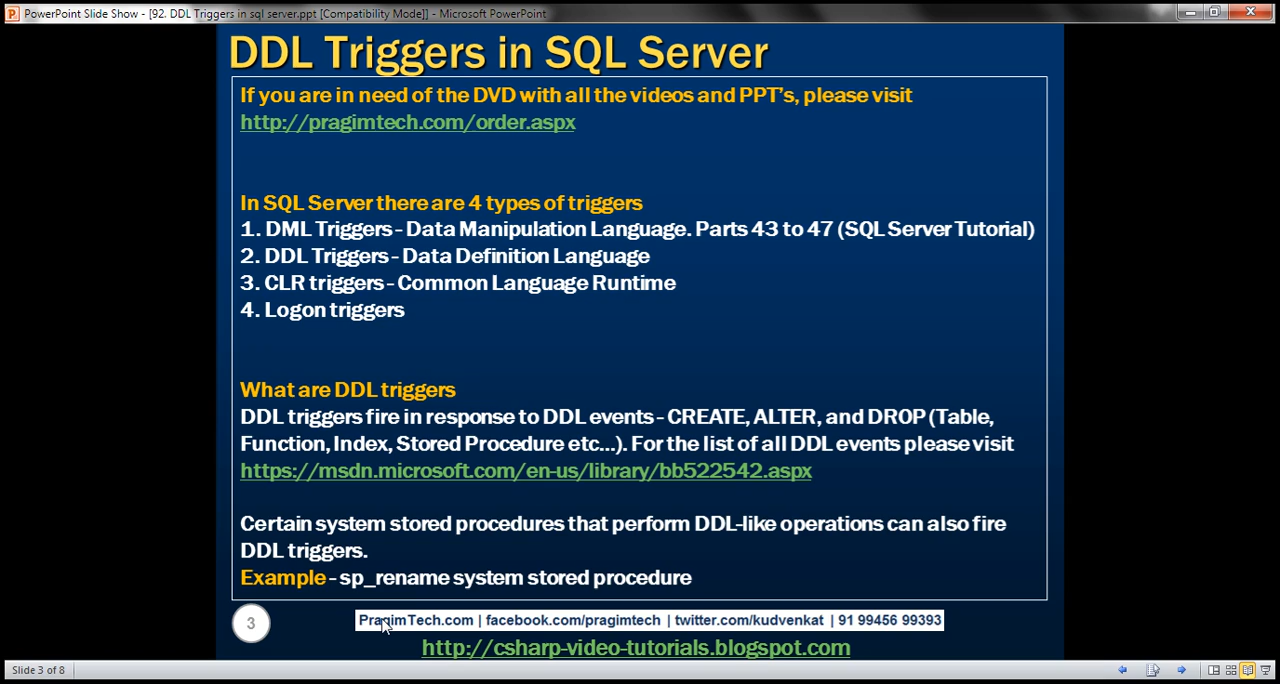 PowerPoint Slide Show - [92. DDL Triggers in sql server.ppt [Compatibility Mode]] - Microsoft PowerPoint
DDL Triggers in SQL Server
If you are in need of the DVD with all the videos and PPT's, please visit
http://pragimtech.com/order.aspx
In SQL Server there are 4 types of triggers
1. DML Triggers - Data Manipulation Language. Parts 43 to 47 (SQL Server Tutorial)
2. DDL Triggers - Data Definition Language
3. CLR triggers - Common Language Runtime
4. Logon triggers
What are DDL triggers
DDL triggers fire in response to DDL events - CREATE, ALTER, and DROP (Table,
Function, Index, Stored Procedure etc...). For the list of all DDL events please visit
https://msdn.microsoft.com/en-us/library/bb522542.aspx
Certain system stored procedures that perform DDL-like operations can also fire
DDL triggers.
Example - sp_rename system stored procedure
3
PragimTech.com | facebook.com/pragimtech | twitter.com/kudvenkat | 91 99456 99393
http://csharp-video-tutorials.blogspot.com
Slide 3 of 8